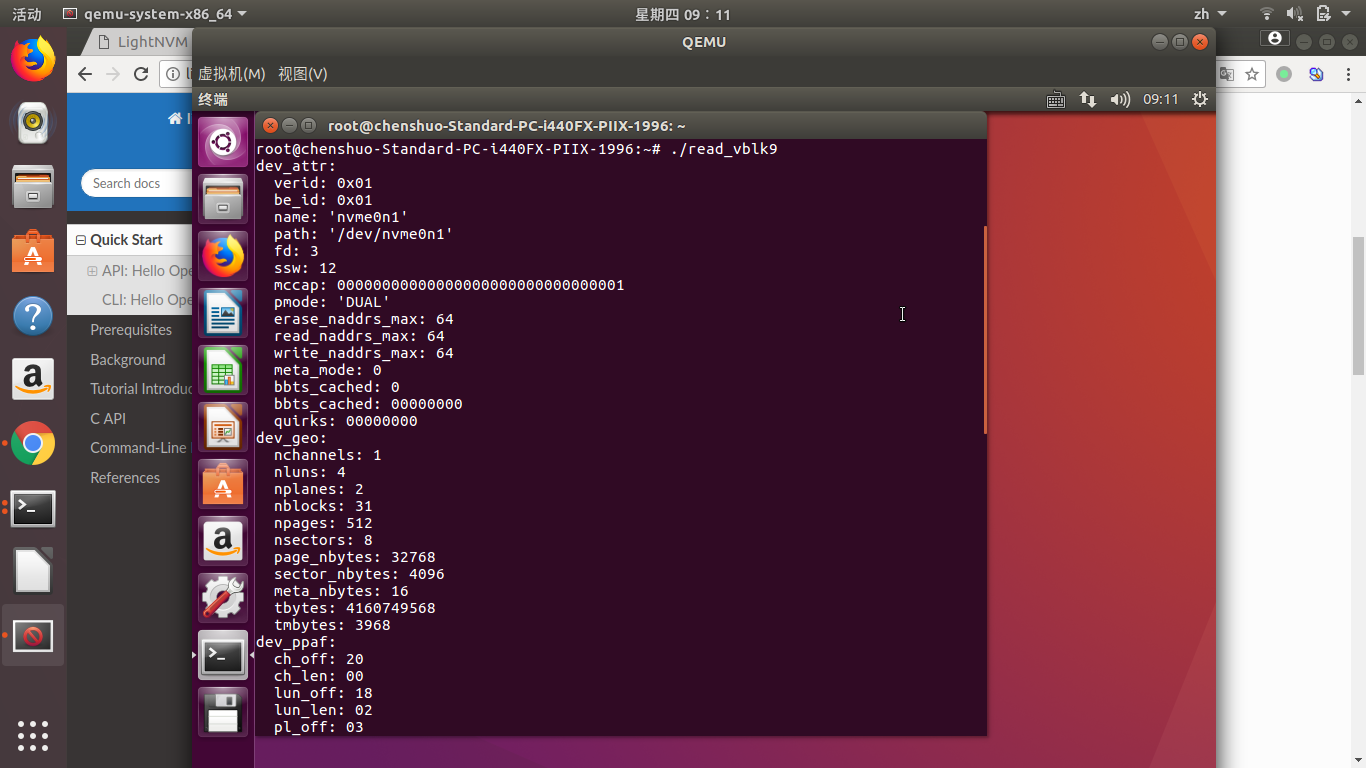 活动 qemu-system-x86_64 星期四 09：11 zh
LightNVM
QEMU
虚拟机(M) 视图(V)
终端 09:11
Search docs
Quick Start
API: Hello Ope
CLI: Hello Ope
Prerequisites
Background
Tutorial Introduc
C API
Command-Line
References
root@chenshuo-Standard-PC-i440FX-PIIX-1996: ~
root@chenshuo-Standard-PC-i440FX-PIIX-1996:~# ./read_vblk9
dev_attr:
verid: 0x01
be_id: 0x01
name: 'nvme0n1'
path: '/dev/nvme0n1'
fd: 3
ssw: 12
mccap: 00000000000000000000000000000001
pmode: 'DUAL'
erase_naddrs_max: 64
read_naddrs_max: 64
write_naddrs_max: 64
meta_mode: 0
bbts_cached: 0
bbts_cached: 00000000
quirks: 00000000
dev_geo:
nchannels: 1
nluns: 4
nplanes: 2
nblocks: 31
npages: 512
nsectors: 8
page_nbytes: 32768
sector_nbytes: 4096
meta_nbytes: 16
tbytes: 4160749568
tmbytes: 3968
dev_ppaf:
ch_off: 20
ch_len: 00
lun_off: 18
lun_len: 02
pl_off: 03